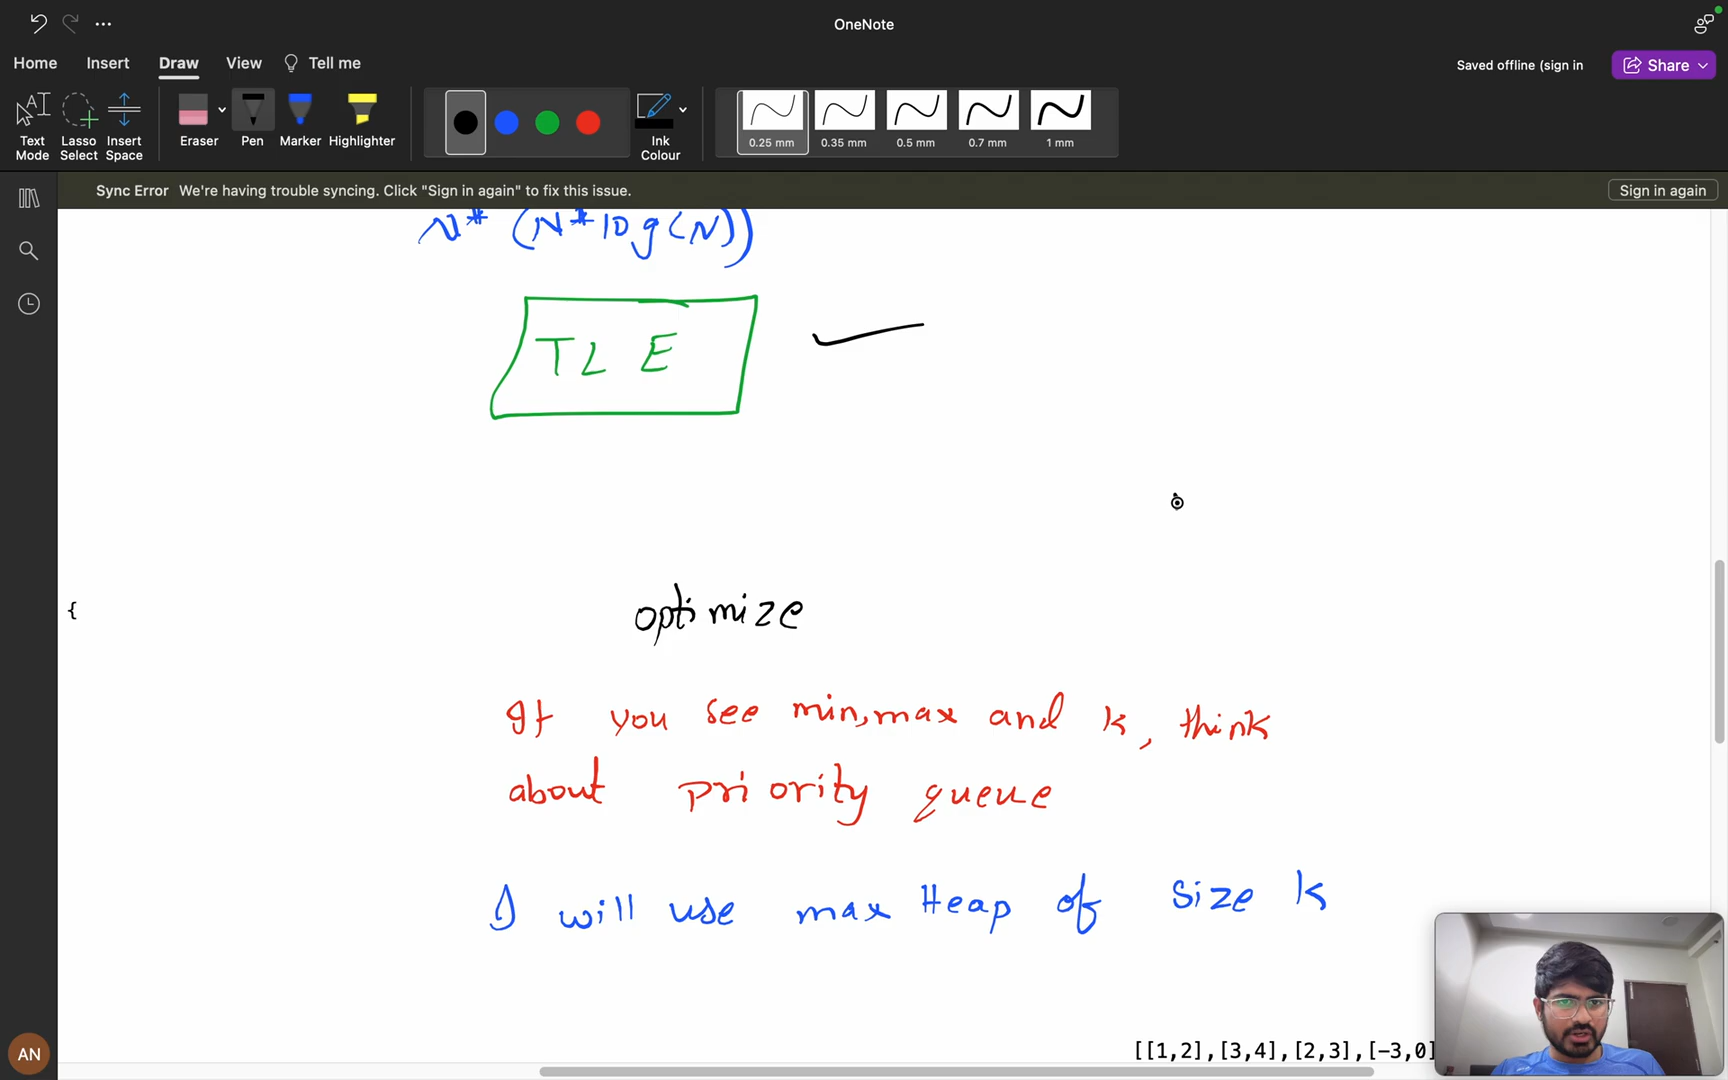 OneNote
Home Insert Draw View Tell me
Saved offline (sign in
Share
Text Mode
Lasso Select
Insert Space
Eraser
Pen
Marker
Highlighter
Ink Colour
0.25 mm
0.35 mm
0.5 mm
0.7 mm
1 mm
Sync Error We're having trouble syncing. Click "Sign in again" to fix this issue.
Sign in again
N* (N*log(N))
TLE
{
optimize
If you see min,max and k, think
about priority queue
I will use max Heap of size k
[[1,2],[3,4],[2,3],[-3,0]
AN